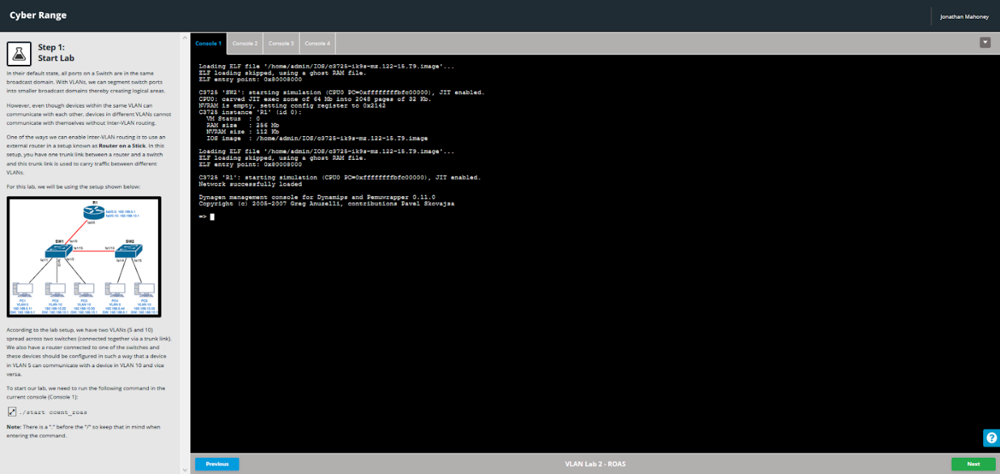 Cyber Range
Jonathan Mahoney
Step 1:
Start Lab
In their default state, all ports on a Switch are in the same
broadcast domain. With VLANs, we can segment switch ports
into smaller broadcast domains thereby creating logical areas.
However, even though devices within the same VLAN can
communicate with each other, devices in different VLANs cannot
communicate with themselves without Inter-VLAN routing.
One of the ways we can enable Inter-VLAN routing is to use an
external router in a setup known as Router on a Stick. In this
setup, you have one trunk link between a router and a switch
and this trunk link is used to carry traffic between different
VLANs.
For this lab, we will be using the setup shown below:
R1
fa0/0.5: 192.168.5.1
fa0/0.10: 192.168.10.1
fa0/0
SW1
fa1/0
SW2
fa1/15
fa1/15
fa1/1
fa1/2
fa1/3
fa1/4
fa1/5
PC1
VLAN 5
192.168.5.11
GW: 192.168.5.1
PC2
VLAN 10
192.168.10.22
GW: 192.168.10.1
PC3
VLAN 10
192.168.10.33
GW: 192.168.10.1
PC4
VLAN 5
192.168.5.44
GW: 192.168.5.1
PC5
VLAN 10
192.168.10.55
According to the lab setup, we have two VLANs (5 and 10)
spread across two switches (connected together via a trunk link).
We also have a router connected to one of the switches and
these devices should be configured in such a way that a device
in VLAN 5 can communicate with a device in VLAN 10 and vice
versa.
To start our lab, we need to run the following command in the
current console (Console 1):
./start ccent_roas
Note: There is a "." before the "/" so keep that in mind when
entering the command.
Console 1
Console 2
Console 3
Console 4
Loading ELF file '/home/admin/IOS/c3725-ik9s-mz.122-15.T9.image'...
ELF loading skipped, using a ghost RAM file.
ELF entry point: 0x80008000
C3725 'SW2': starting simulation (CPU0 PC=0xffffffffbfc00000), JIT enabled.
CPU0: carved JIT exec zone of 64 Mb into 2048 pages of 32 Kb.
NVRAM is empty, setting config register to 0x2142
C3725 instance 'R1' (id 0):
VM Status : 0
RAM size : 256 Mb
NVRAM size : 112 Kb
IOS image : /home/admin/IOS/c3725-ik9s-mz.122-15.T9.image
Loading ELF file '/home/admin/IOS/c3725-ik9s-mz.122-15.T9.image'...
ELF loading skipped, using a ghost RAM file.
ELF entry point: 0x80008000
C3725 'R1': starting simulation (CPU0 PC=0xffffffffbfc00000), JIT enabled.
Network successfully loaded
Dynagen management console for Dynamips and Pemuwrapper 0.11.0
Copyright (c) 2005-2007 Greg Anuzelli, contributions Pavel Skovajsa
=>
?
Previous
VLAN Lab 2 - ROAS
Next